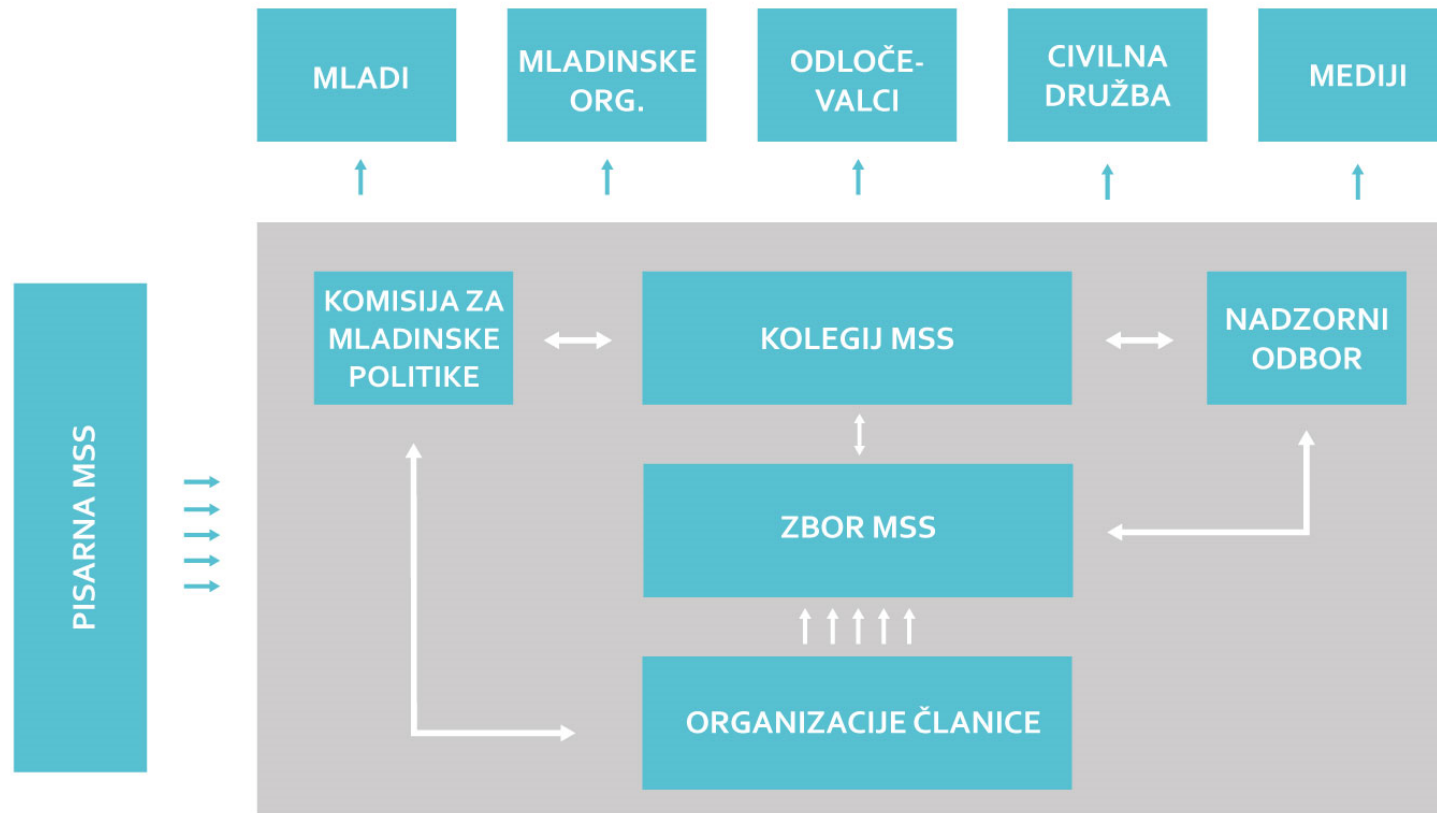 MLADI
MLADINSKE
ORG.
ODLOČE-
VALCI
CIVILNA
DRUŽBA
MEDIJI
PISARNA MSS
KOMISIJA ZA
MLADINSKE
POLITIKE
KOLEGIJ MSS
NADZORNI
ODBOR
ZBOR MSS
ORGANIZACIJE ČLANICE